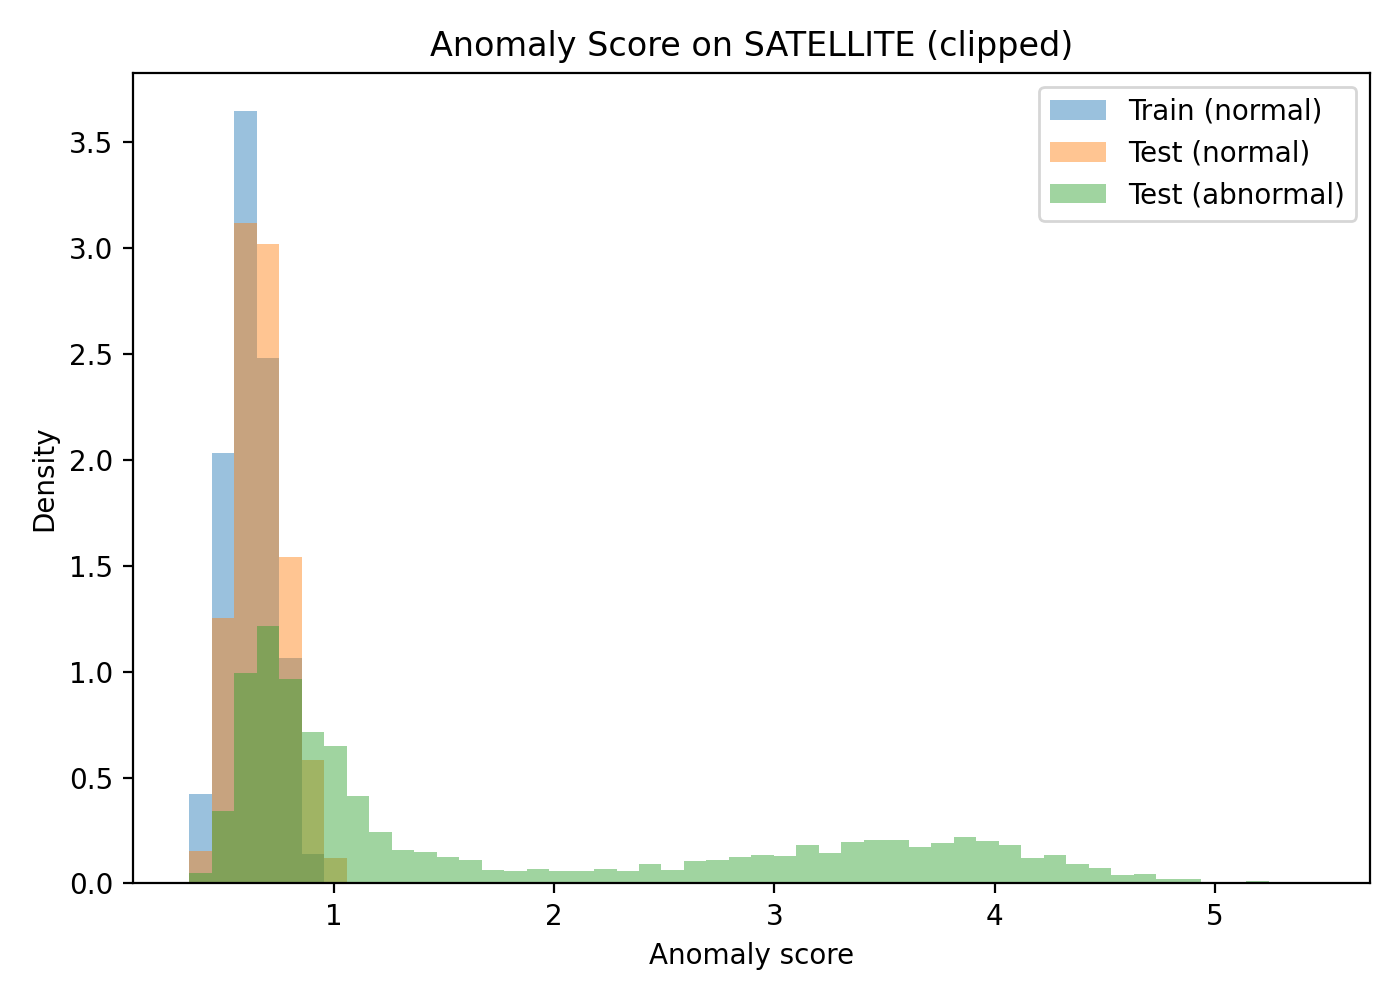 Anomaly Score on SATELLITE (clipped)
Train (normal)
Test (normal)
Test (abnormal)
Density
3.5
3.0
2.5
2.0
1.5
1.0
0.5
0.0
1 2 3 4 5
Anomaly score